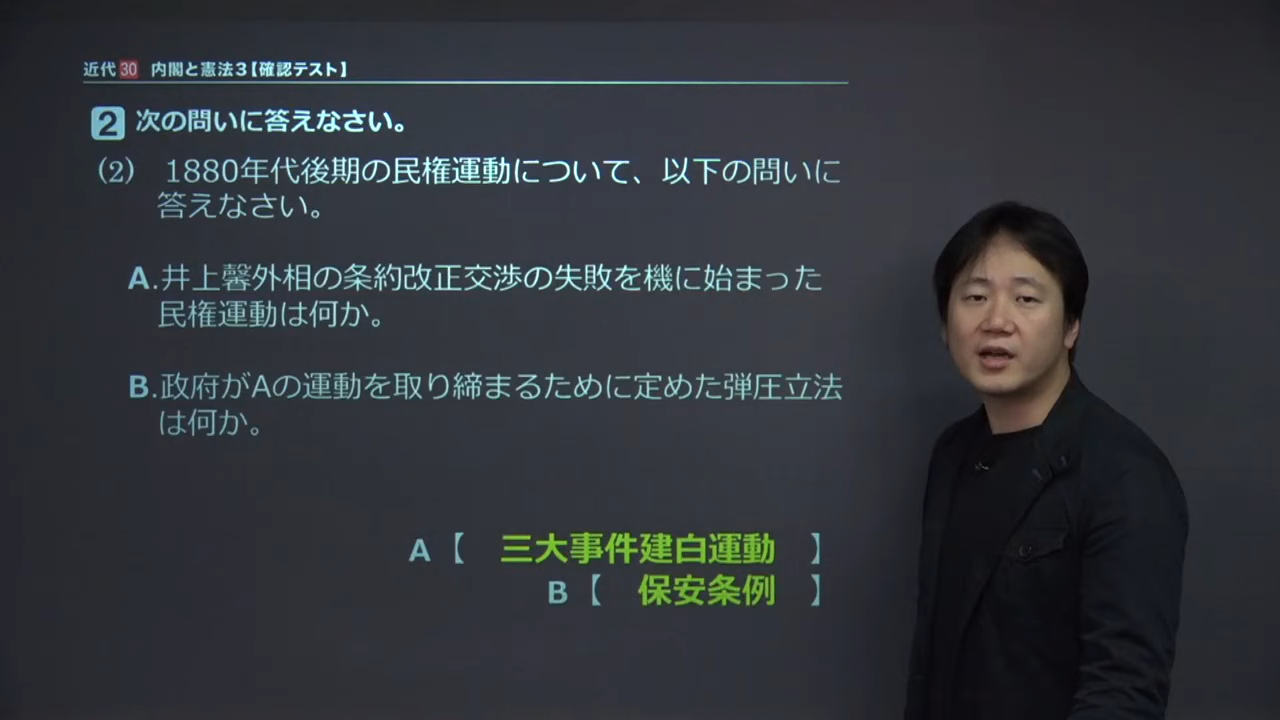 近代30 内閣と憲法3【確認テスト】
2 次の問いに答えなさい。
(2) 1880年代後期の民権運動について、以下の問いに
答えなさい。
A.井上馨外相の条約改正交渉の失敗を機に始まった
民権運動は何か。
B.政府がAの運動を取り締まるために定めた弾圧立法
は何か。
A【 三大事件建白運動 】
B【 保安条例 】